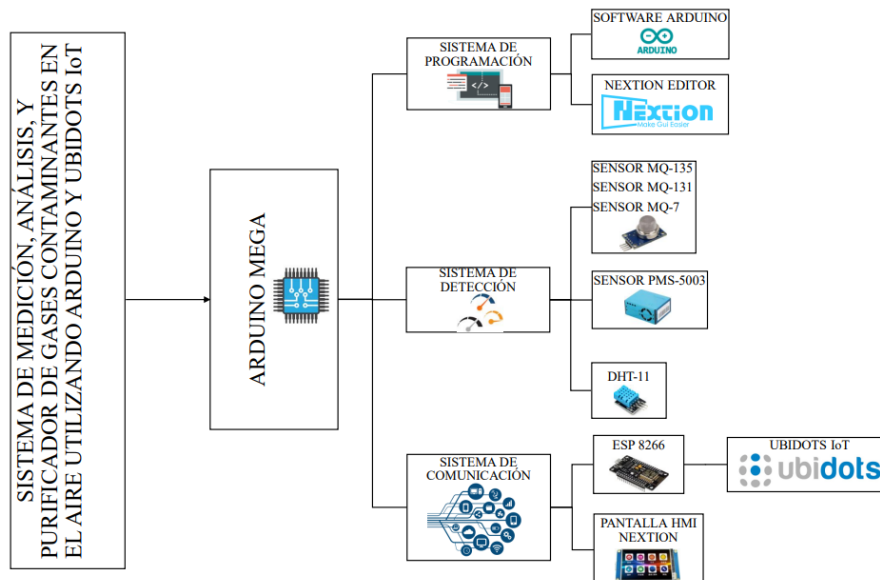 SISTEMA DE MEDICIÓN, ANÁLISIS, Y
PURIFICADOR DE GASES CONTAMINANTES EN
EL AIRE UTILIZANDO ARDUINO Y UBIDOTS IoT
ARDUINO MEGA
SISTEMA DE
PROGRAMACIÓN
SOFTWARE ARDUINO
ARDUINO
NEXTION EDITOR
Nextion
Make Gui Easier
SISTEMA DE
DETECCIÓN
SENSOR MQ-135
SENSOR MQ-131
SENSOR MQ-7
SENSOR PMS-5003
DHT-11
SISTEMA DE
COMUNICACIÓN
ESP 8266
UBIDOTS IoT
ubidots
PANTALLA HMI
NEXTION